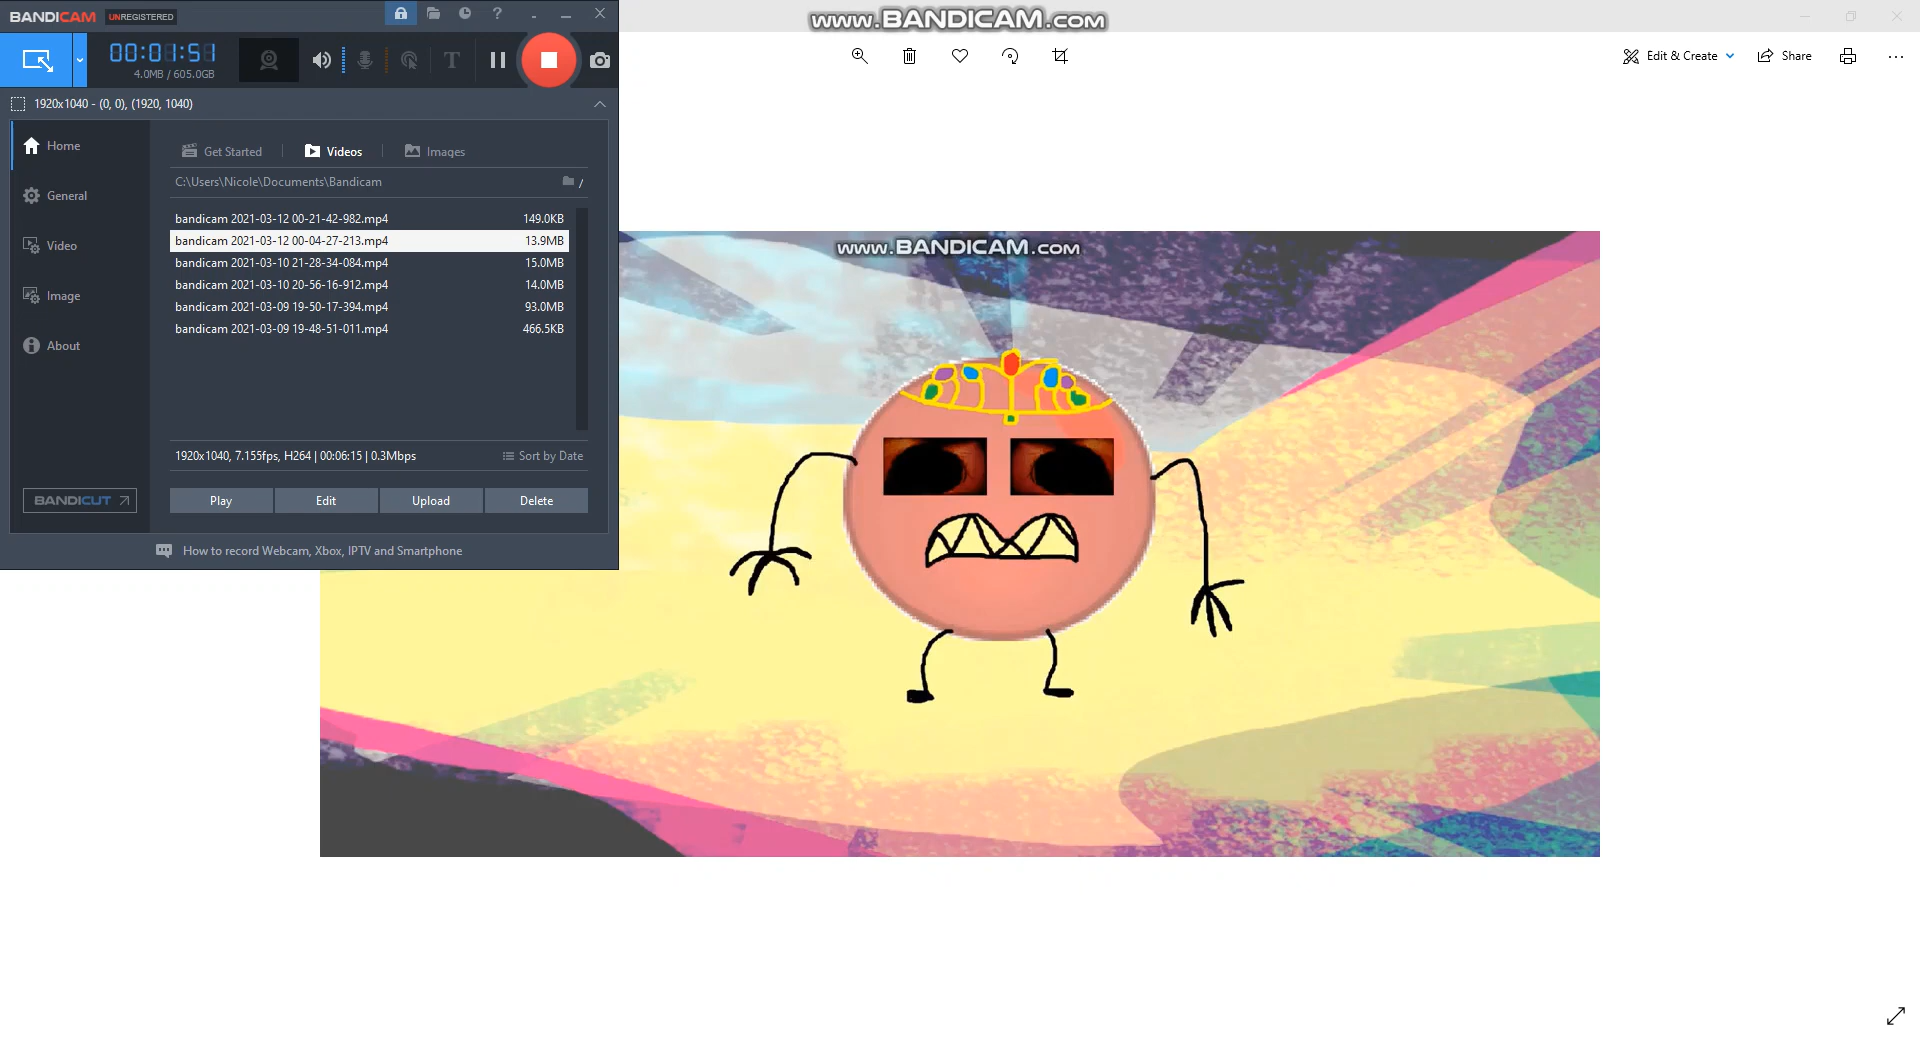 BANDICAM UNREGISTERED
www.BANDICAM.com
00:01:51
4.0MB / 605.0GB
Edit & Create
Share
1920x1040 - (0, 0), (1920, 1040)
Home
General
Video
Image
About
BANDICUT
Get Started
Videos
Images
C:\Users\Nicole\Documents\Bandicam
/
bandicam 2021-03-12 00-21-42-982.mp4 149.0KB
bandicam 2021-03-12 00-04-27-213.mp4 13.9MB
bandicam 2021-03-10 21-28-34-084.mp4 15.0MB
bandicam 2021-03-10 20-56-16-912.mp4 14.0MB
bandicam 2021-03-09 19-50-17-394.mp4 93.0MB
bandicam 2021-03-09 19-48-51-011.mp4 466.5KB
1920x1040, 7.155fps, H264 | 00:06:15 | 0.3Mbps
Sort by Date
Play Edit Upload Delete
How to record Webcam, Xbox, IPTV and Smartphone
www.BANDICAM.com